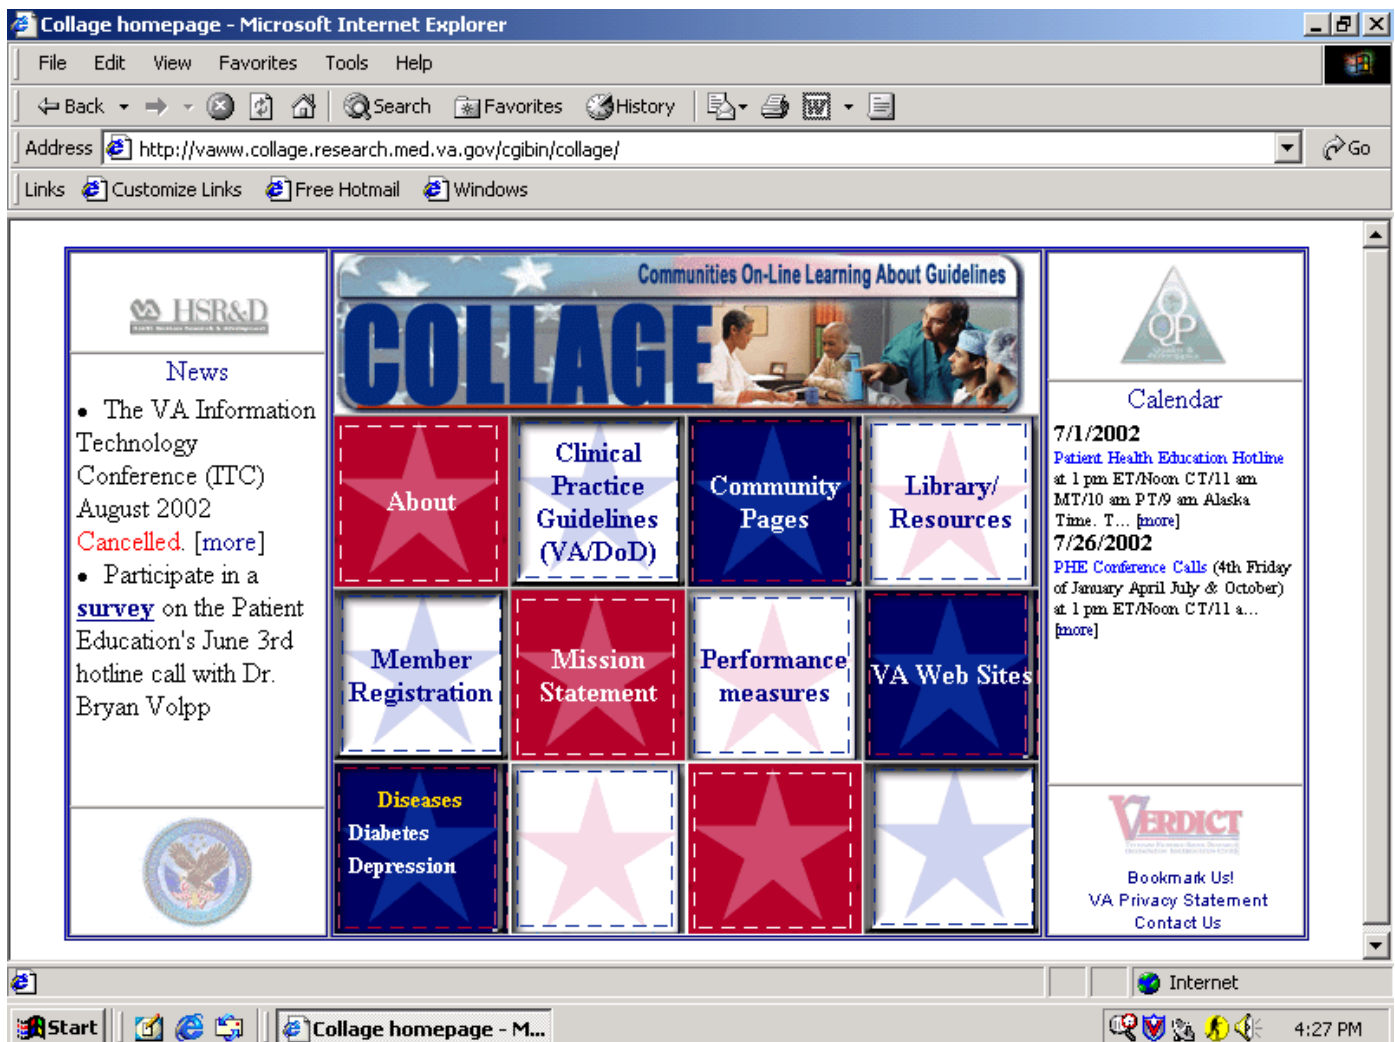 Collage homepage - Microsoft Internet Explorer
File Edit View Favorites Tools Help
Back Search Favorites History
Address http://vaww.collage.research.med.va.gov/cgibin/collage/ Go
Links Customize Links Free Hotmail Windows
HSR&D
News
• The VA Information
Technology
Conference (ITC)
August 2002
Cancelled. [more]
• Participate in a
survey on the Patient
Education's June 3rd
hotline call with Dr.
Bryan Volpp
Communities On-Line Learning About Guidelines
COLLAGE
About
Clinical
Practice
Guidelines
(VA/DoD)
Community
Pages
Library/
Resources
Member
Registration
Mission
Statement
Performance
measures
VA Web Sites
Diseases
Diabetes
Depression
QP
Calendar
7/1/2002
Patient Health Education Hotline
at 1 pm ET/Noon CT/11 am
MT/10 am PT/9 am Alaska
Time. T... [more]
7/26/2002
PHE Conference Calls (4th Friday
of January April July & October)
at 1 pm ET/Noon CT/11 a...
[more]
VERDICT
Bookmark Us!
VA Privacy Statement
Contact Us
Internet
Start Collage homepage - M... 4:27 PM